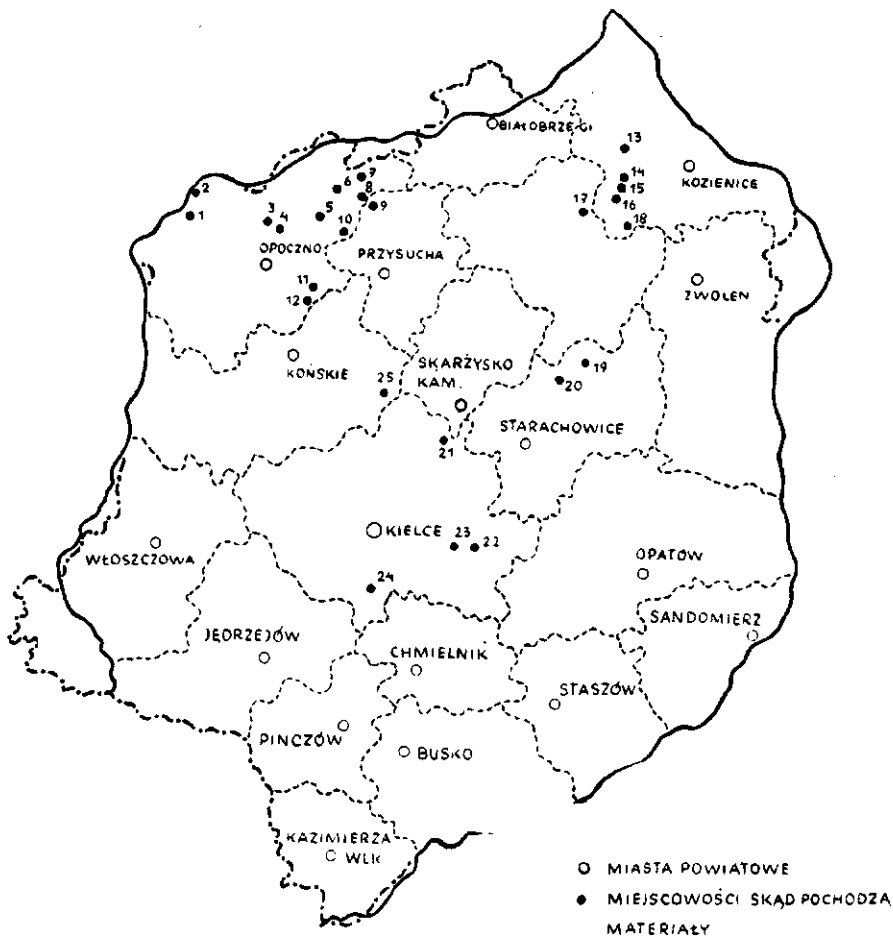 BIAŁOBRZEGI
13
KOZIENICE
14
15
16
17
18
2
1
6
7
8
9
3
4
5
10
OPOCZNO
PRZYSUCHA
ZWOLEŃ
11
12
KOŃSKIE
25
SKARŻYSKO
KAM.
19
20
STARACHOWICE
21
WŁOSZCZOWA
KIELCE
23
22
OPATÓW
24
SANDOMIERZ
JĘDRZEJÓW
CHMIELNIK
STASZÓW
PINCZÓW
BUSKO
KAZIMIERZA
WLK
MIASTA POWIATOWE
MIEJSCOWOŚCI SKĄD POCHODZĄ
MATERIAŁY